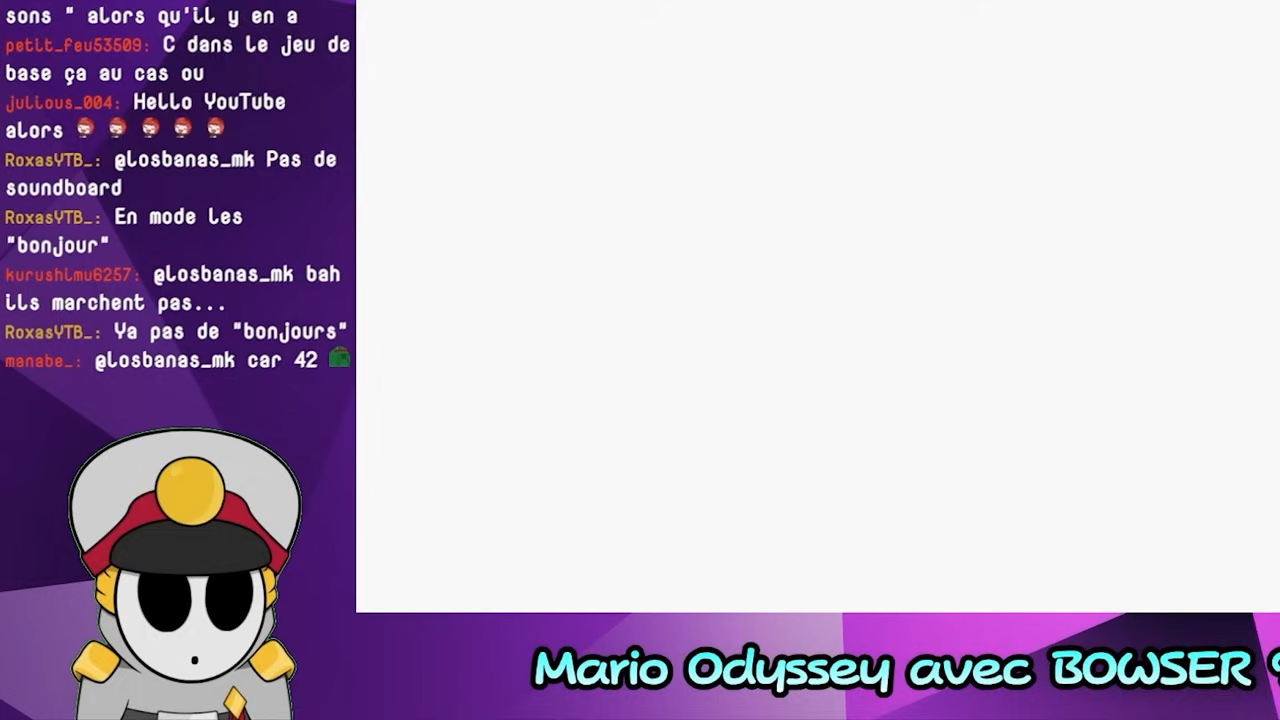 sons " alors qu'il y en a
petit_feu53509: C dans le jeu de
base ça au cas ou
julious_004: Hello YouTube
alors
RoxasYTB_: @losbanas_mk Pas de
soundboard
RoxasYTB_: En mode les
"bonjour"
kurushimu6257: @losbanas_mk bah
ils marchent pas...
RoxasYTB_: Ya pas de "bonjours"
manabe_: @losbanas_mk car 42
Mario Odyssey avec BOWSER